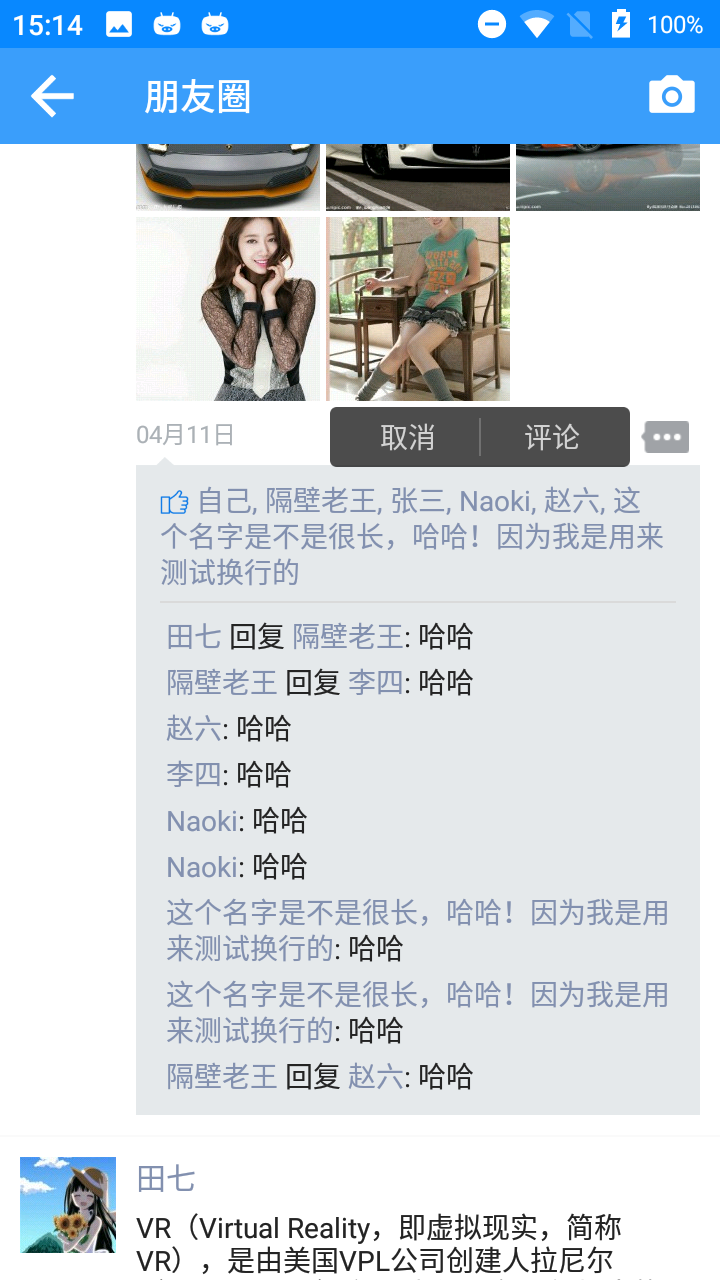 15:14
100%
朋友圈
04月11日
取消
评论
自己, 隔壁老王, 张三, Naoki, 赵六, 这
个名字是不是很长，哈哈！因为我是用来
测试换行的
田七 回复 隔壁老王: 哈哈
隔壁老王 回复 李四: 哈哈
赵六: 哈哈
李四: 哈哈
Naoki: 哈哈
Naoki: 哈哈
这个名字是不是很长，哈哈！因为我是用
来测试换行的: 哈哈
这个名字是不是很长，哈哈！因为我是用
来测试换行的: 哈哈
隔壁老王 回复 赵六: 哈哈
田七
VR（Virtual Reality，即虚拟现实，简称
VR），是由美国VPL公司创建人拉尼尔